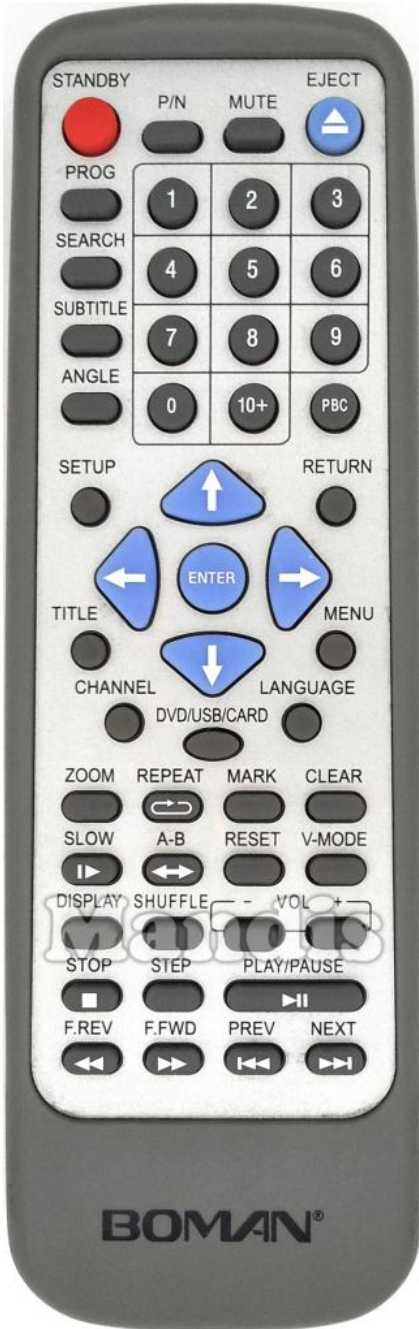 STANDBY P/N MUTE EJECT
PROG 1 2 3
SEARCH 4 5 6
SUBTITLE 7 8 9
ANGLE 0 10+ PBC
SETUP RETURN
ENTER
TITLE MENU
CHANNEL LANGUAGE
DVD/USB/CARD
ZOOM REPEAT MARK CLEAR
SLOW A-B RESET V-MODE
DISPLAY SHUFFLE - VOL +
Mandis
STOP STEP PLAY/PAUSE
F.REV F.FWD PREV NEXT
BOMAN®